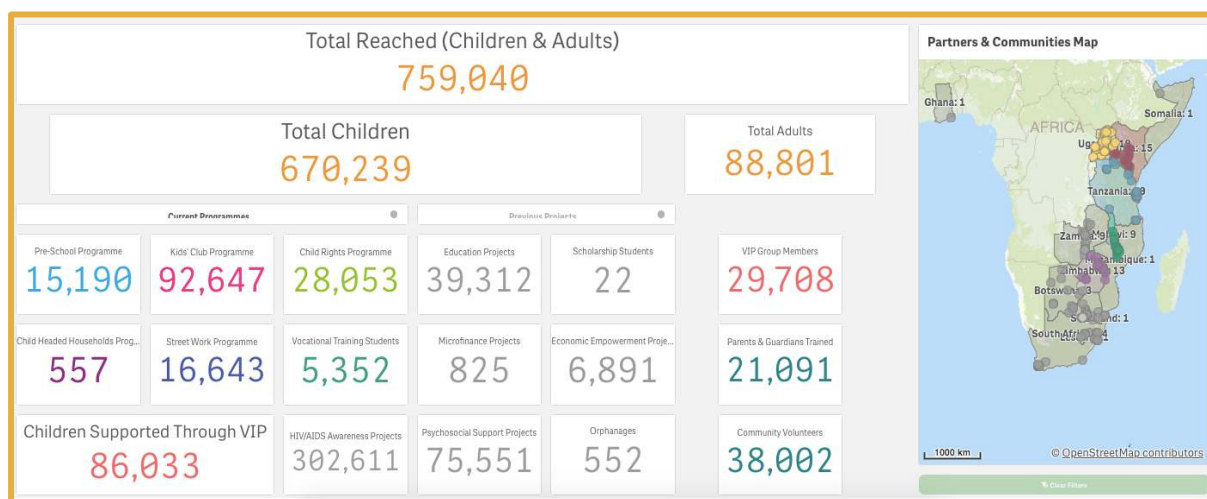 Total Reached (Children & Adults)
759,040
Total Children
670,239
Total Adults
88,801
Current Programmes
Previous Projects
Pre-School Programme
15,190
Kids' Club Programme
92,647
Child Rights Programme
28,053
Education Projects
39,312
Scholarship Students
22
VIP Group Members
29,708
Child Headed Households Prog...
557
Street Work Programme
16,643
Vocational Training Students
5,352
Microfinance Projects
825
Economic Empowerment Proje...
6,891
Parents & Guardians Trained
21,091
Children Supported Through VIP
86,033
HIV/AIDS Awareness Projects
302,611
Psychosocial Support Projects
75,551
Orphanages
552
Community Volunteers
38,002
Partners & Communities Map
Ghana: 1
Somalia: 1
AFRICA
15
Tanzania:
9
Botswana: 3
13
1000 km
© OpenStreetMap contributors
Clear Filters